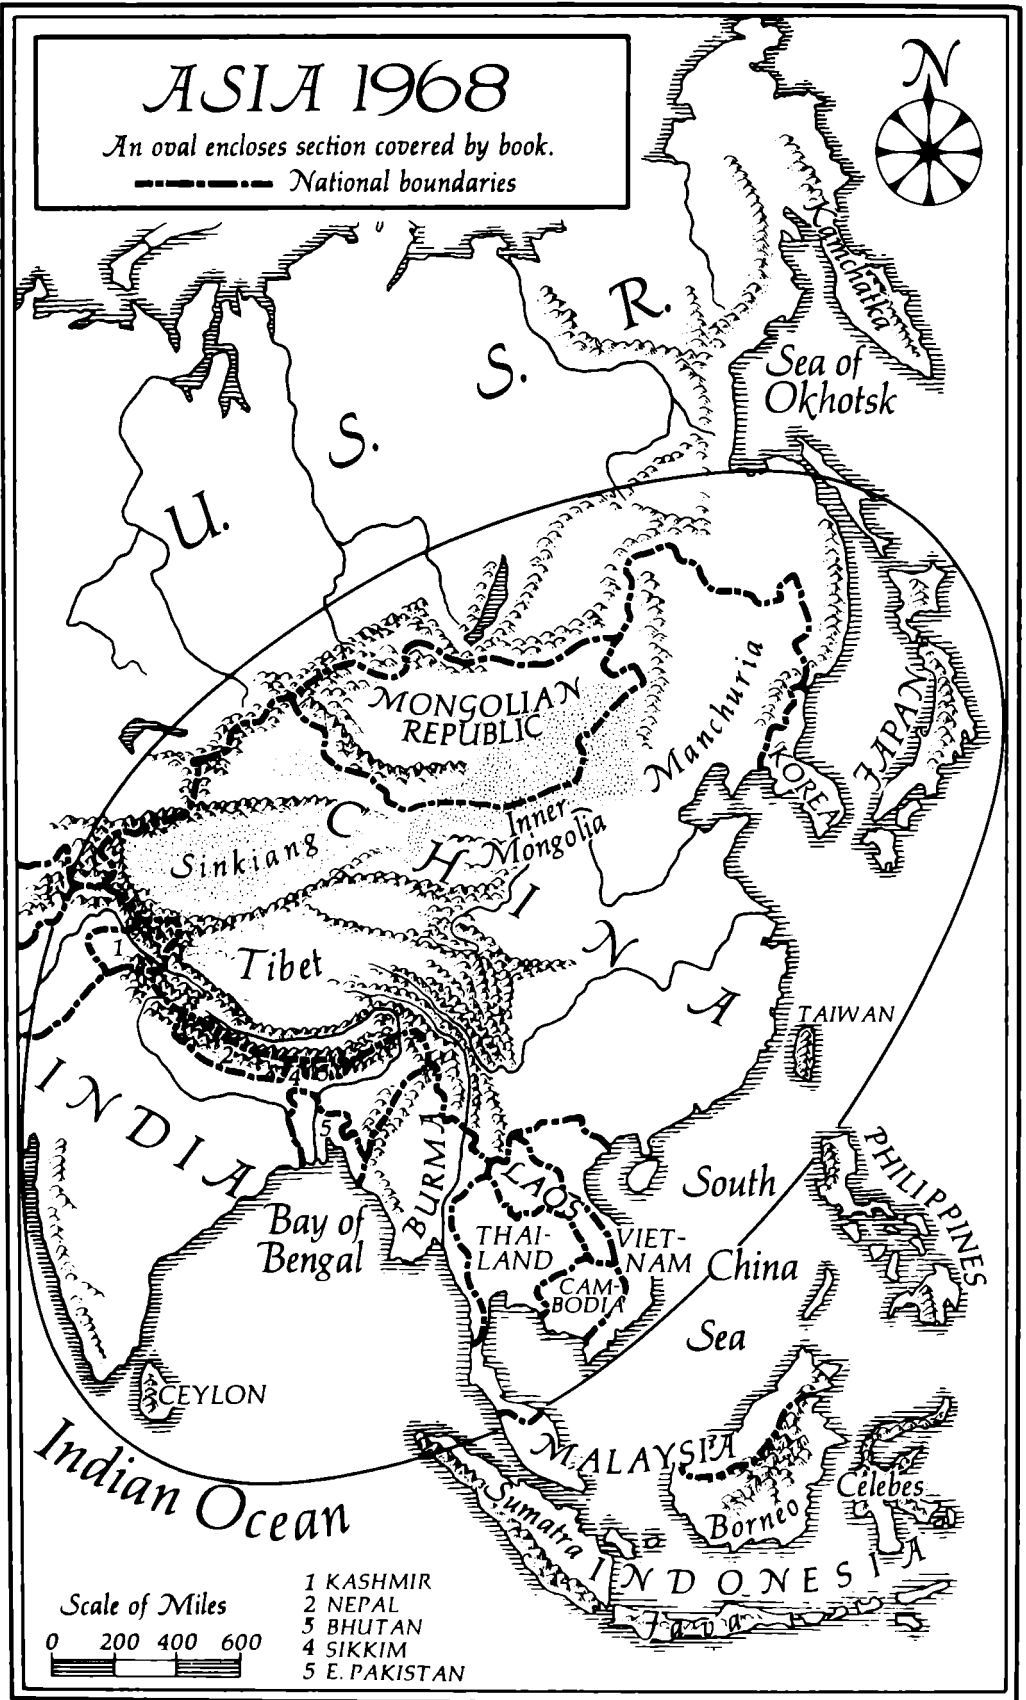 ASIA 1968
An oval encloses section covered by book.
National boundaries
N
Kamchatka
U. S. S. R.
Sea of
Okhotsk
MONGOLIAN
REPUBLIC
Manchuria
JAPAN
KOREA
Inner
Mongolia
Sinkiang
CHINA
Tibet
1
TAIWAN
2
4
5
INDIA
5
BURMA
LAOS
South
PHILIPPINES
Bay of
Bengal
THAI-
LAND
VIET-
NAM
China
CAM-
BODIA
Sea
CEYLON
MALAYSIA
Indian Ocean
Celebes
Sumatra
Borneo
INDONESIA
Java
Scale of Miles
0 200 400 600
1 KASHMIR
2 NEPAL
5 BHUTAN
4 SIKKIM
5 E. PAKISTAN